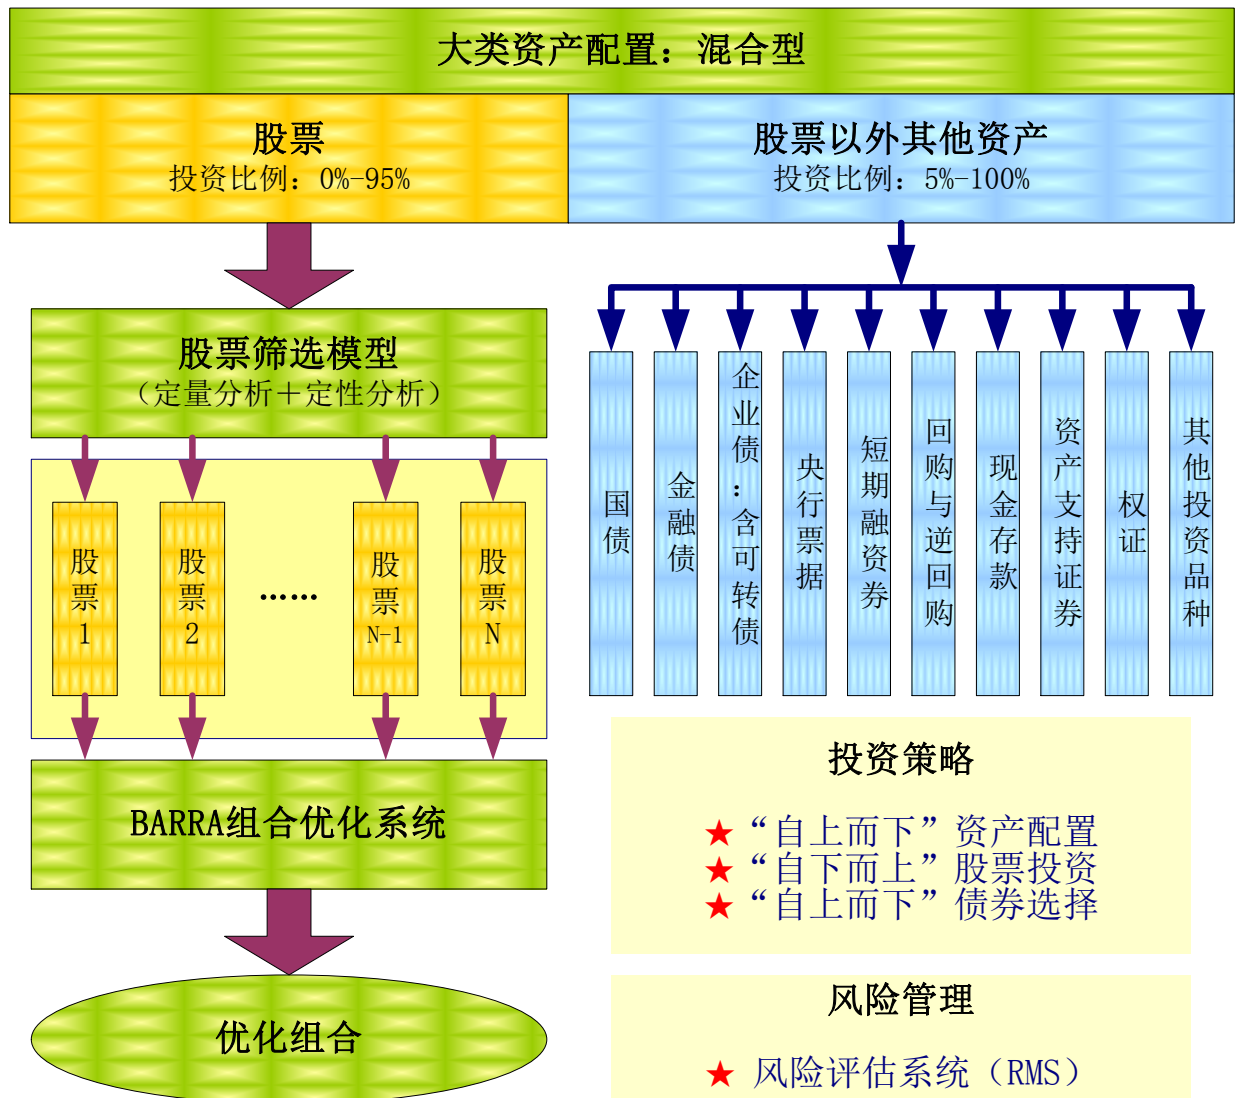 大类资产配置：混合型
股票
投资比例：0%-95%
股票以外其他资产
投资比例：5%-100%
股票筛选模型
（定量分析＋定性分析）
股票1
股票2
……
股票N-1
股票N
BARRA组合优化系统
优化组合
国债
金融债
企业债：含可转债
央行票据
短期融资券
回购与逆回购
现金存款
资产支持证券
权证
其他投资品种
投资策略
★“自上而下”资产配置
★“自下而上”股票投资
★“自上而下”债券选择
风险管理
★ 风险评估系统（RMS）